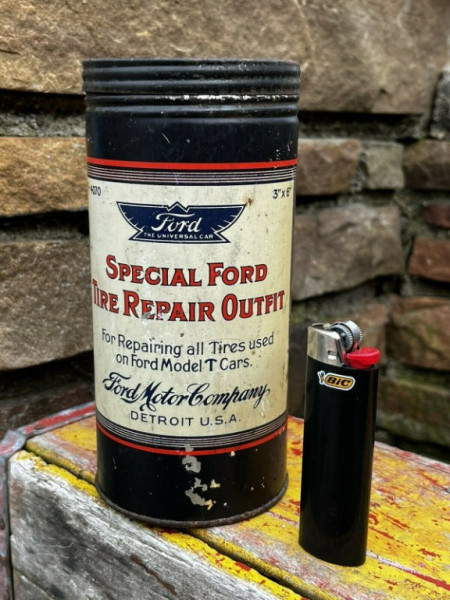 4070
3" x 6"
Ford
THE UNIVERSAL CAR
SPECIAL FORD
TIRE REPAIR OUTFIT
For Repairing all Tires used
on Ford Model T Cars.
Ford Motor Company,
DETROIT U.S.A.
BIC